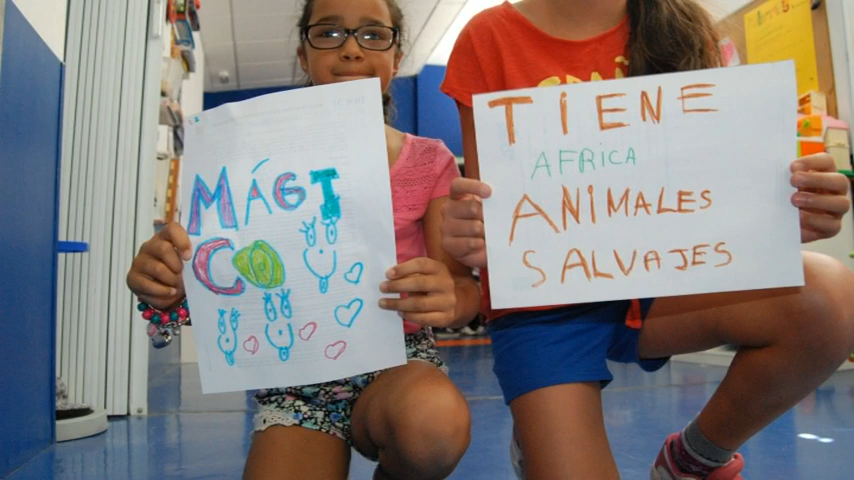 MÁGI
CO
TIENE
AFRICA
ANIMALES
SALVAJES